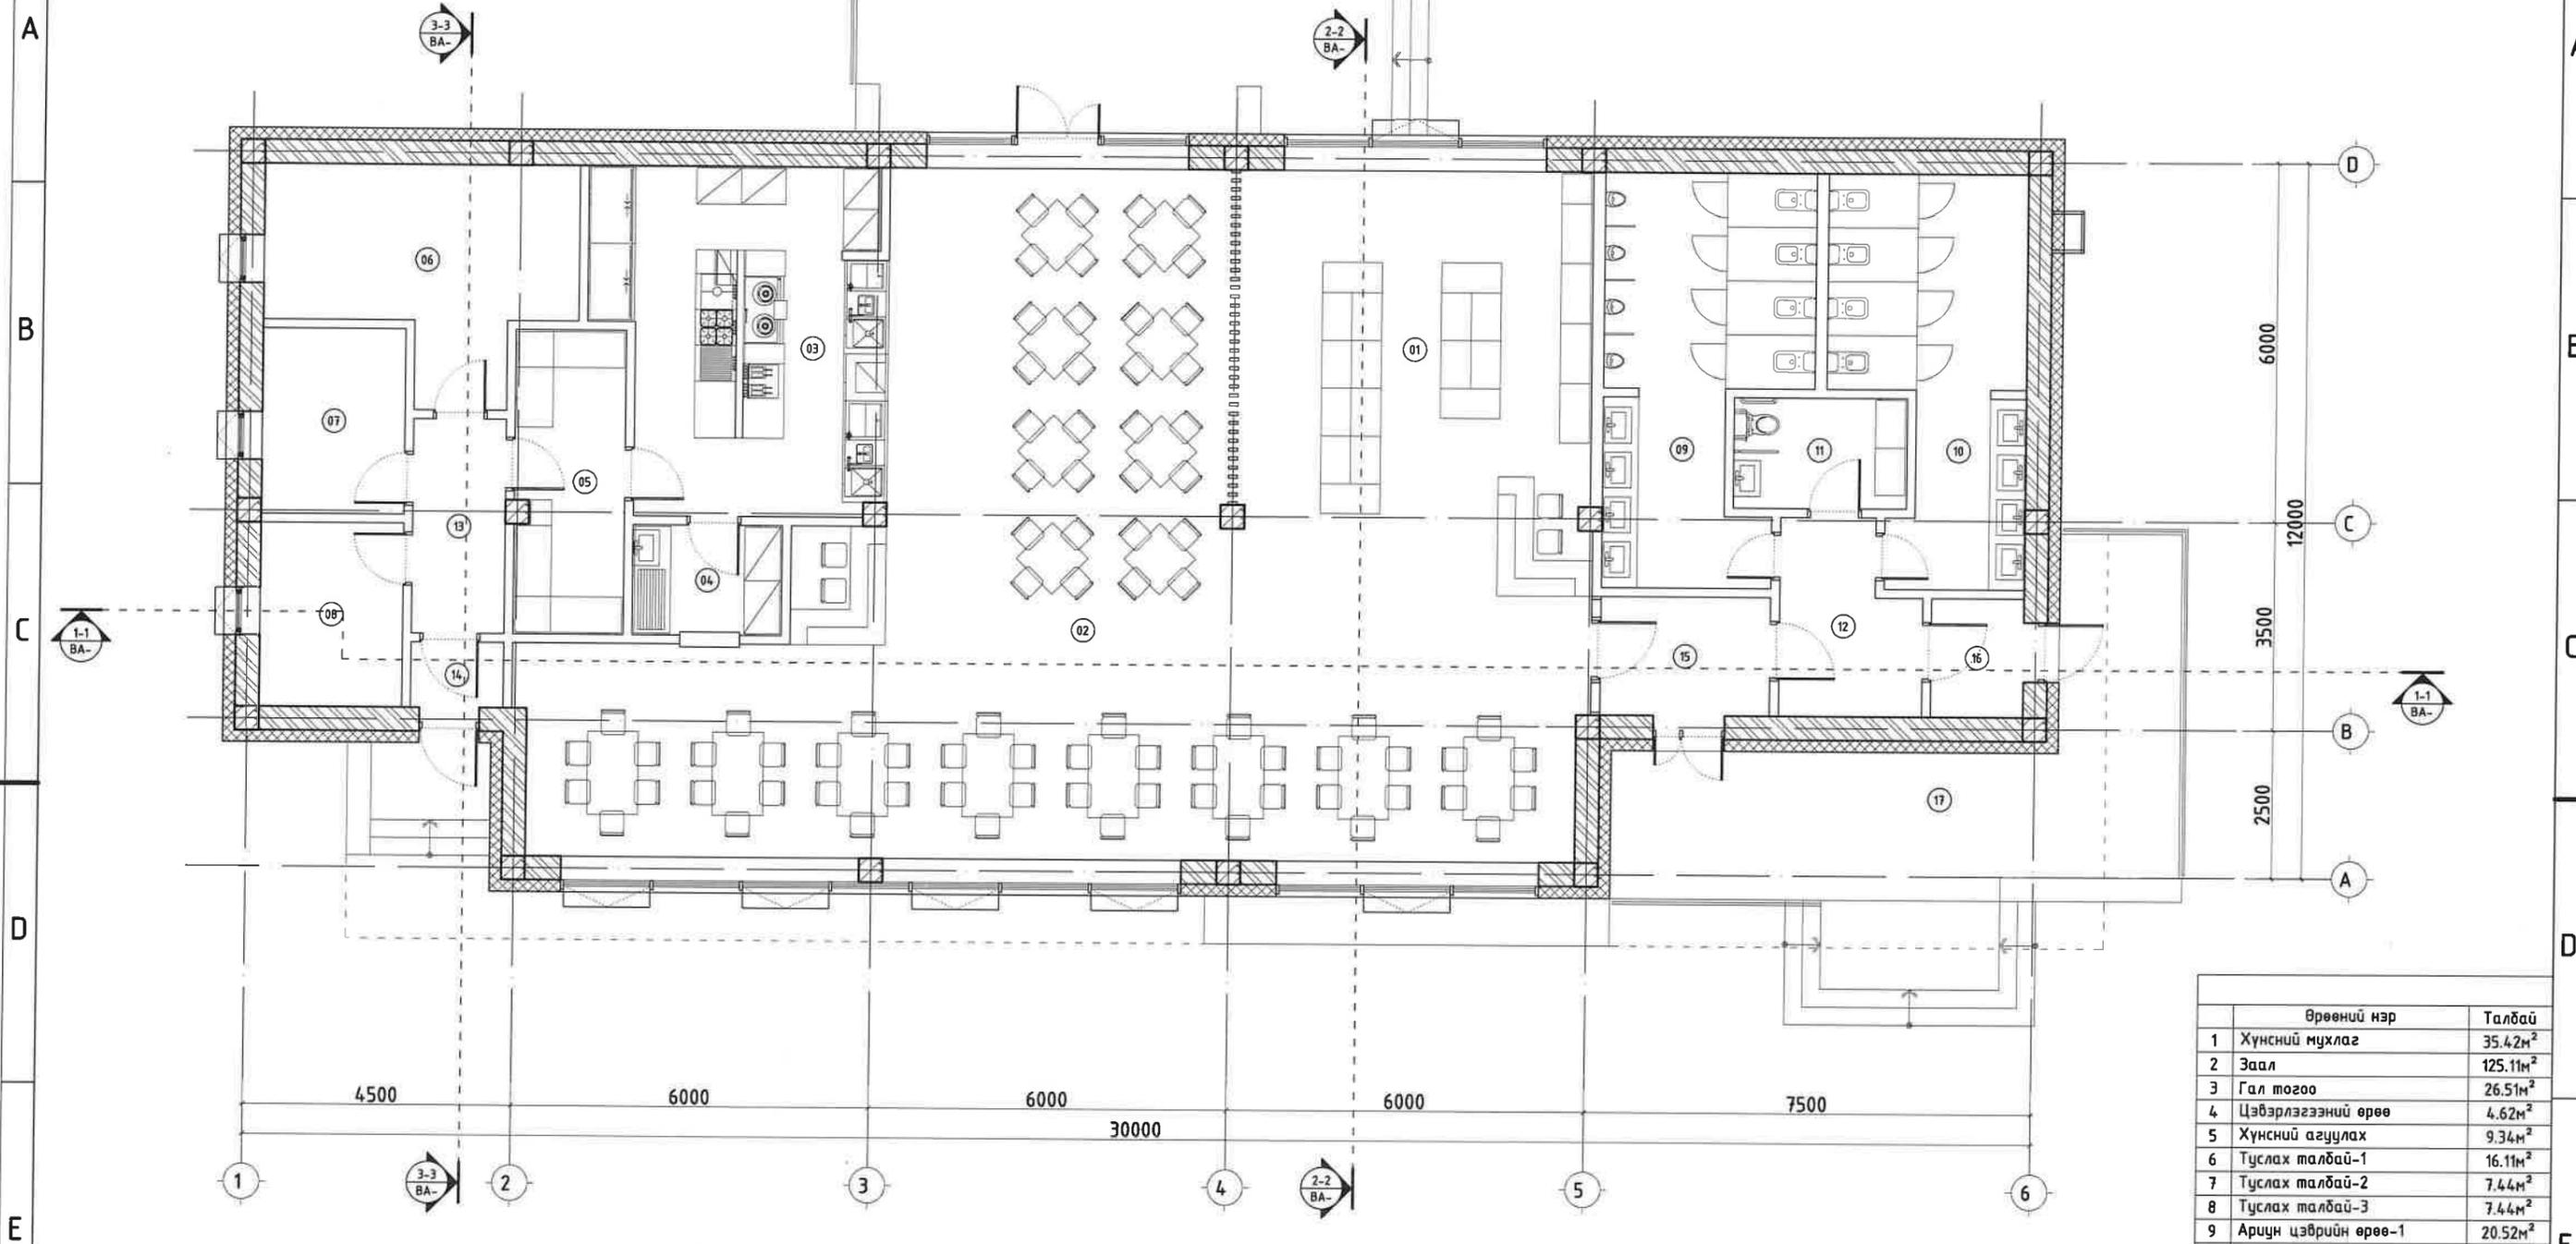 A
3-3
BA-
2-2
BA-
D
06
B
6000
03
01
12000
07
09
11
10
05
13
C
04
08
1-1
BA-
C
02
12
3500
15
16
14
1-1
BA-
B
17
2500
A
D
D
Өрөөний нэр Талбай
1 Хүнсний мухлаг 35.42м²
2 Заал 125.11м²
3 Гал тогоо 26.51м²
4 Цэвэрлэгээний өрөө 4.62м²
5 Хүнсний агуулах 9.34м²
6 Туслах талбай-1 16.11м²
7 Туслах талбай-2 7.44м²
8 Туслах талбай-3 7.44м²
9 Ариун цэврийн өрөө-1 20.52м²
4500 6000 6000 6000 7500
30000
1
3-3
BA-
2 3 4
2-2
BA-
5 6
E